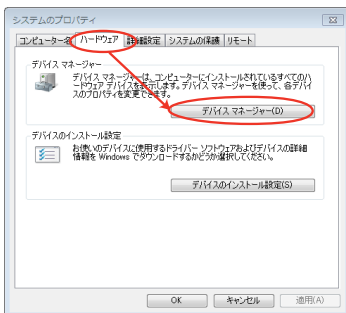 システムのプロパティ
コンピューター名 ハードウェア 詳細設定 システムの保護 リモート
デバイス マネージャー
デバイス マネージャーは、コンピューターにインストールされているすべてのハ
ードウェア デバイスを表示します。デバイス マネージャーを使って、各デバイ
スのプロパティを変更できます。
デバイス マネージャー(D)
デバイスのインストール設定
お使いのデバイスに使用するドライバー ソフトウェアおよびデバイスの詳細
情報を Windows でダウンロードするかどうか選択してください。
デバイスのインストール設定(S)
OK キャンセル 適用(A)